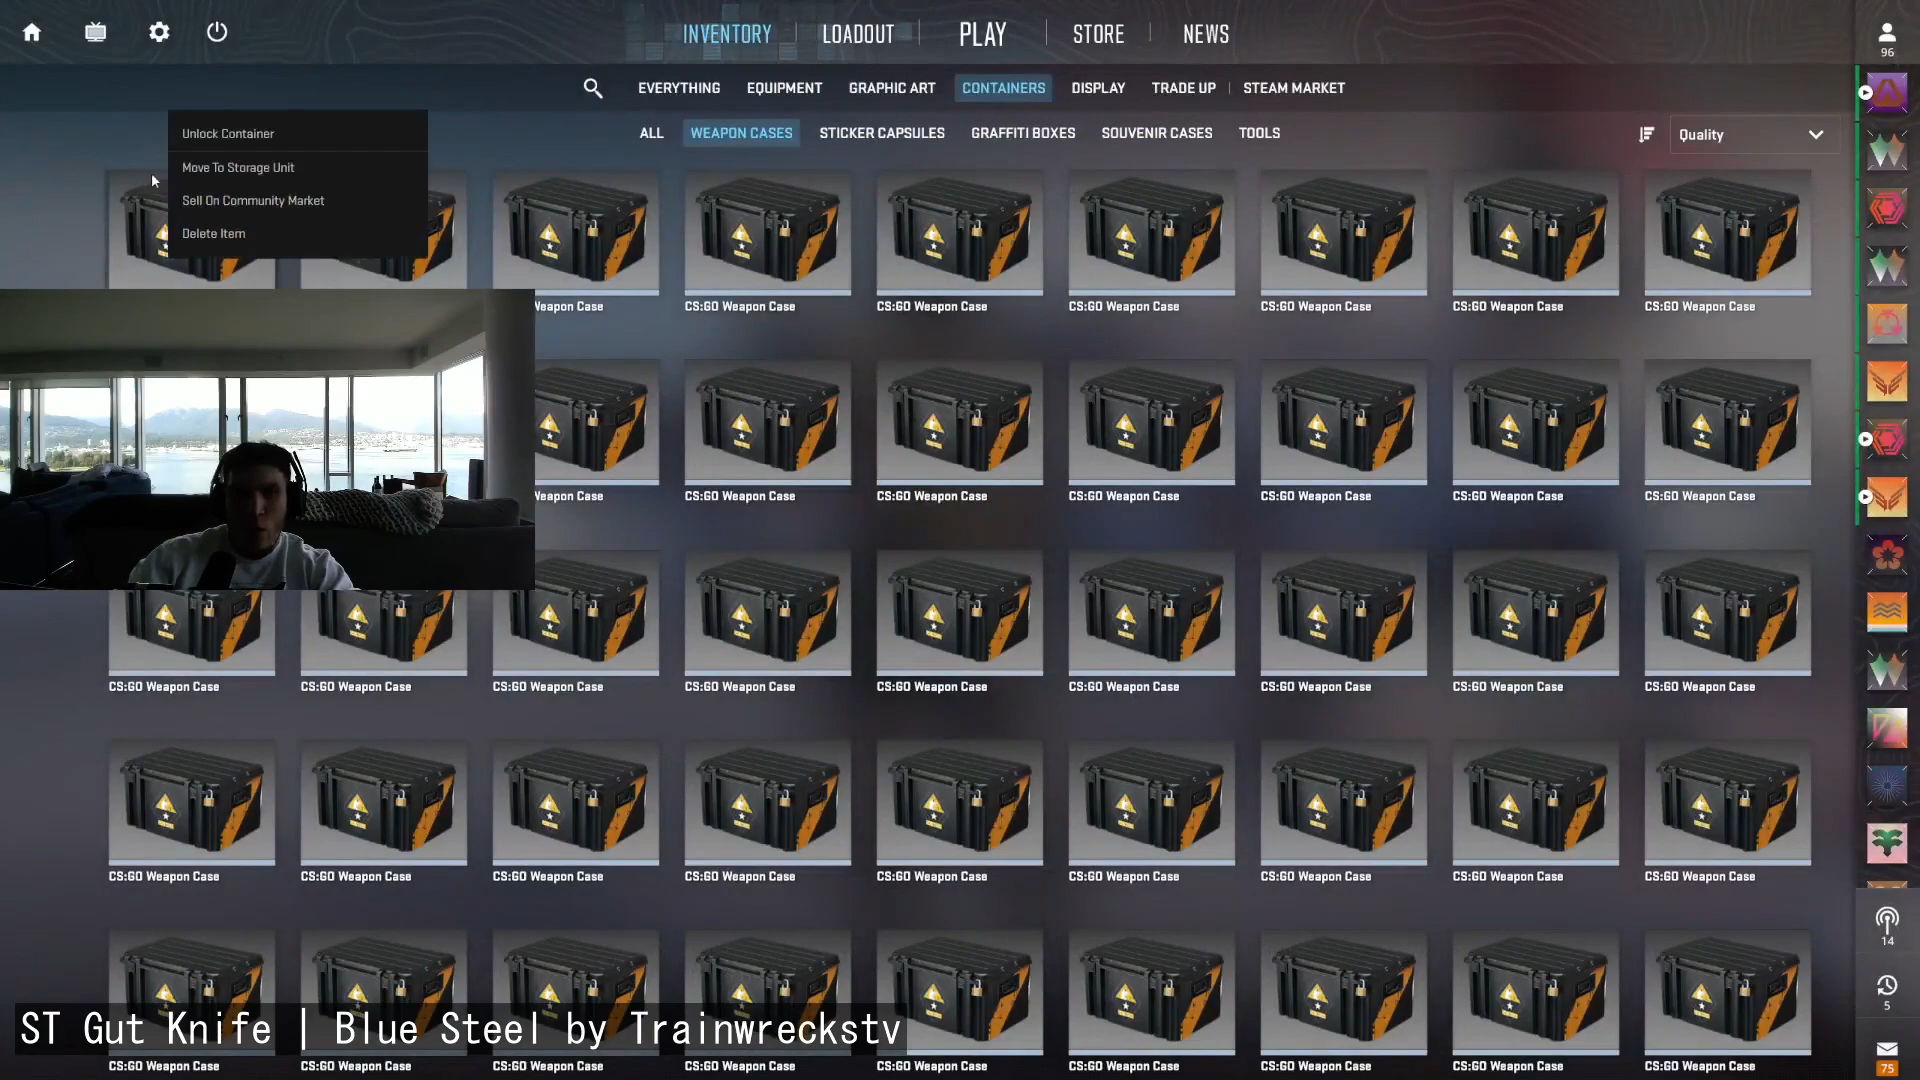 INVENTORY LOADOUT PLAY STORE NEWS
96
EVERYTHING EQUIPMENT GRAPHIC ART CONTAINERS DISPLAY TRADE UP STEAM MARKET
ALL WEAPON CASES STICKER CAPSULES GRAFFITI BOXES SOUVENIR CASES TOOLS
Quality
Unlock Container
Move To Storage Unit
Sell On Community Market
Delete Item
Weapon Case CS:GO Weapon Case CS:GO Weapon Case CS:GO Weapon Case CS:GO Weapon Case CS:GO Weapon Case CS:GO Weapon Case
Weapon Case CS:GO Weapon Case CS:GO Weapon Case CS:GO Weapon Case CS:GO Weapon Case CS:GO Weapon Case CS:GO Weapon Case
CS:GO Weapon Case CS:GO Weapon Case CS:GO Weapon Case CS:GO Weapon Case CS:GO Weapon Case CS:GO Weapon Case CS:GO Weapon Case CS:GO Weapon Case CS:GO Weapon Case
CS:GO Weapon Case CS:GO Weapon Case CS:GO Weapon Case CS:GO Weapon Case CS:GO Weapon Case CS:GO Weapon Case CS:GO Weapon Case CS:GO Weapon Case CS:GO Weapon Case
14
5
ST Gut Knife | Blue Steel by Trainwreckstv
CS:GO Weapon Case CS:GO Weapon Case CS:GO Weapon Case CS:GO Weapon Case CS:GO Weapon Case CS:GO Weapon Case CS:GO Weapon Case CS:GO Weapon Case CS:GO Weapon Case
75